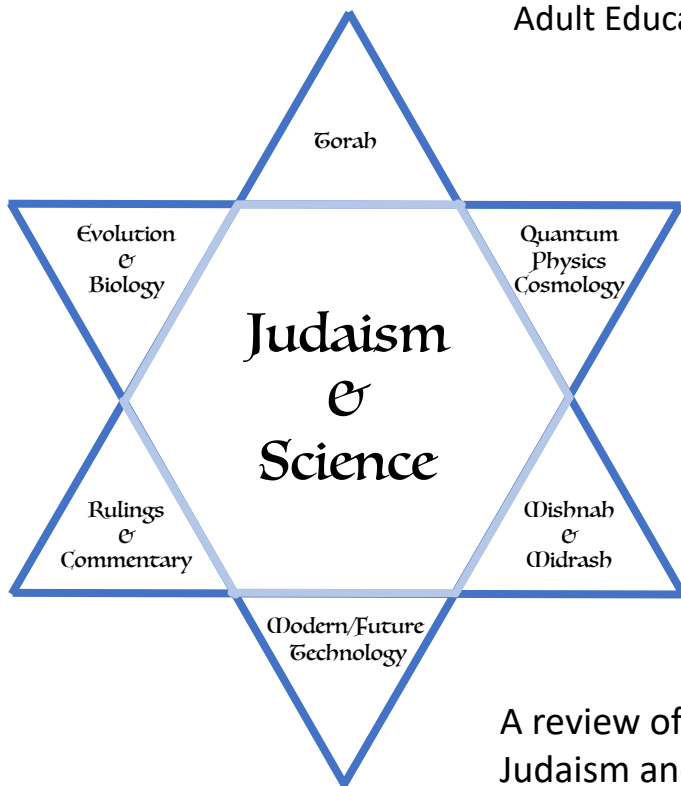 Adult Educa
Torah
Evolution
&
Biology
Quantum
Physics
Cosmology
Judaism
&
Science
Rulings
&
Commentary
Mishnah
&
Midrash
Modern/Future
Technology
A review of
Judaism an